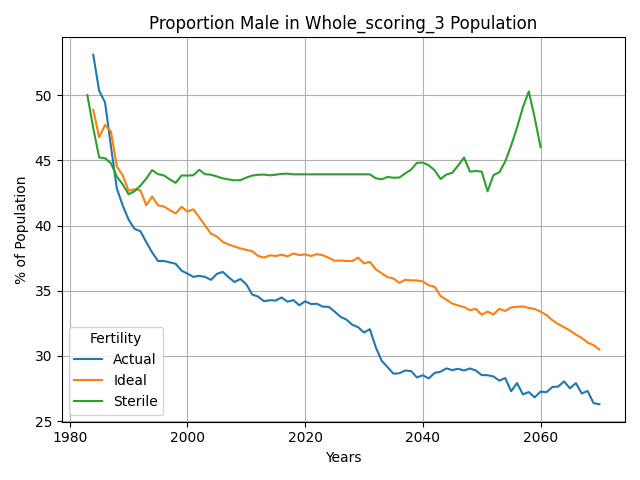 Proportion Male in Whole_scoring_3 Population
% of Population
50
45
40
35
30
25
Fertility
Actual
Ideal
Sterile
1980
2000
2020
2040
2060
Years